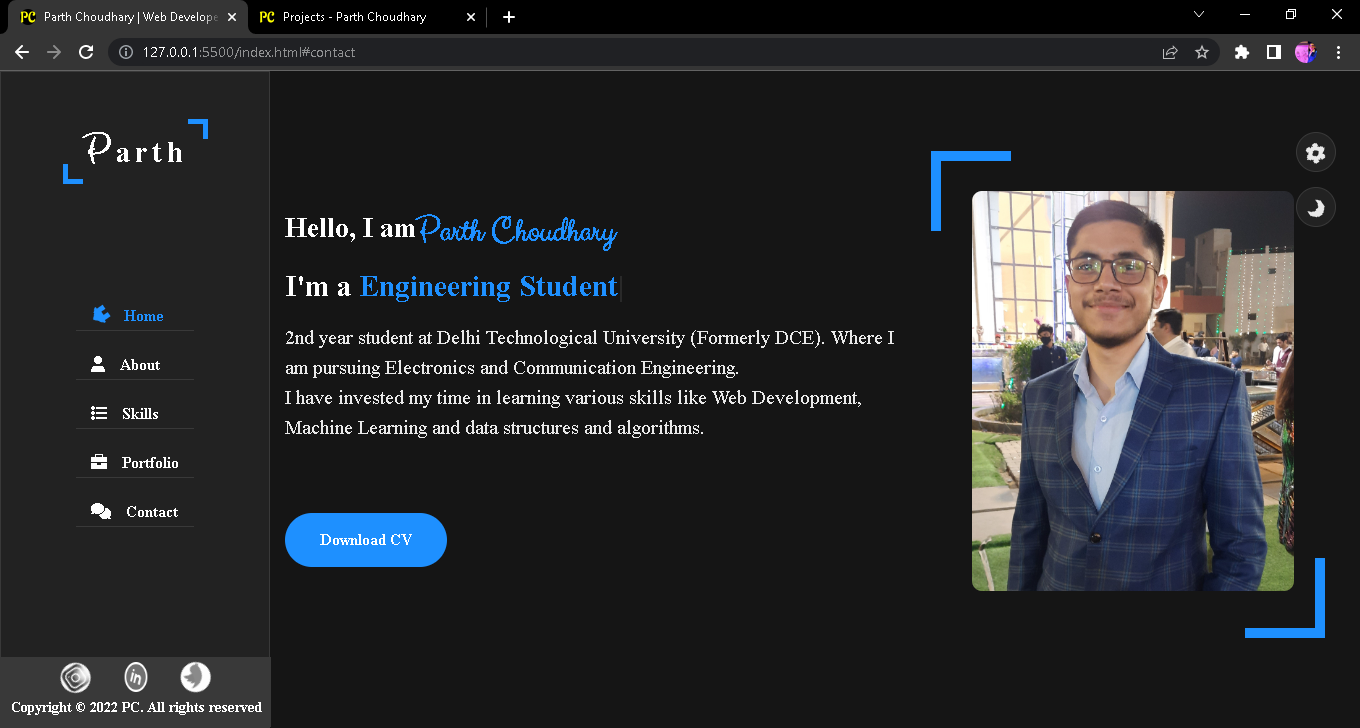 PC Parth Choudhary | Web Develope
PC Projects - Parth Choudhary
127.0.0.1:5500/index.html#contact
Parth
Home
About
Skills
Portfolio
Contact
in
Copyright © 2022 PC. All rights reserved
Hello, I am Parth Choudhary
I'm a Engineering Student|
2nd year student at Delhi Technological University (Formerly DCE). Where I
am pursuing Electronics and Communication Engineering.
I have invested my time in learning various skills like Web Development,
Machine Learning and data structures and algorithms.
Download CV